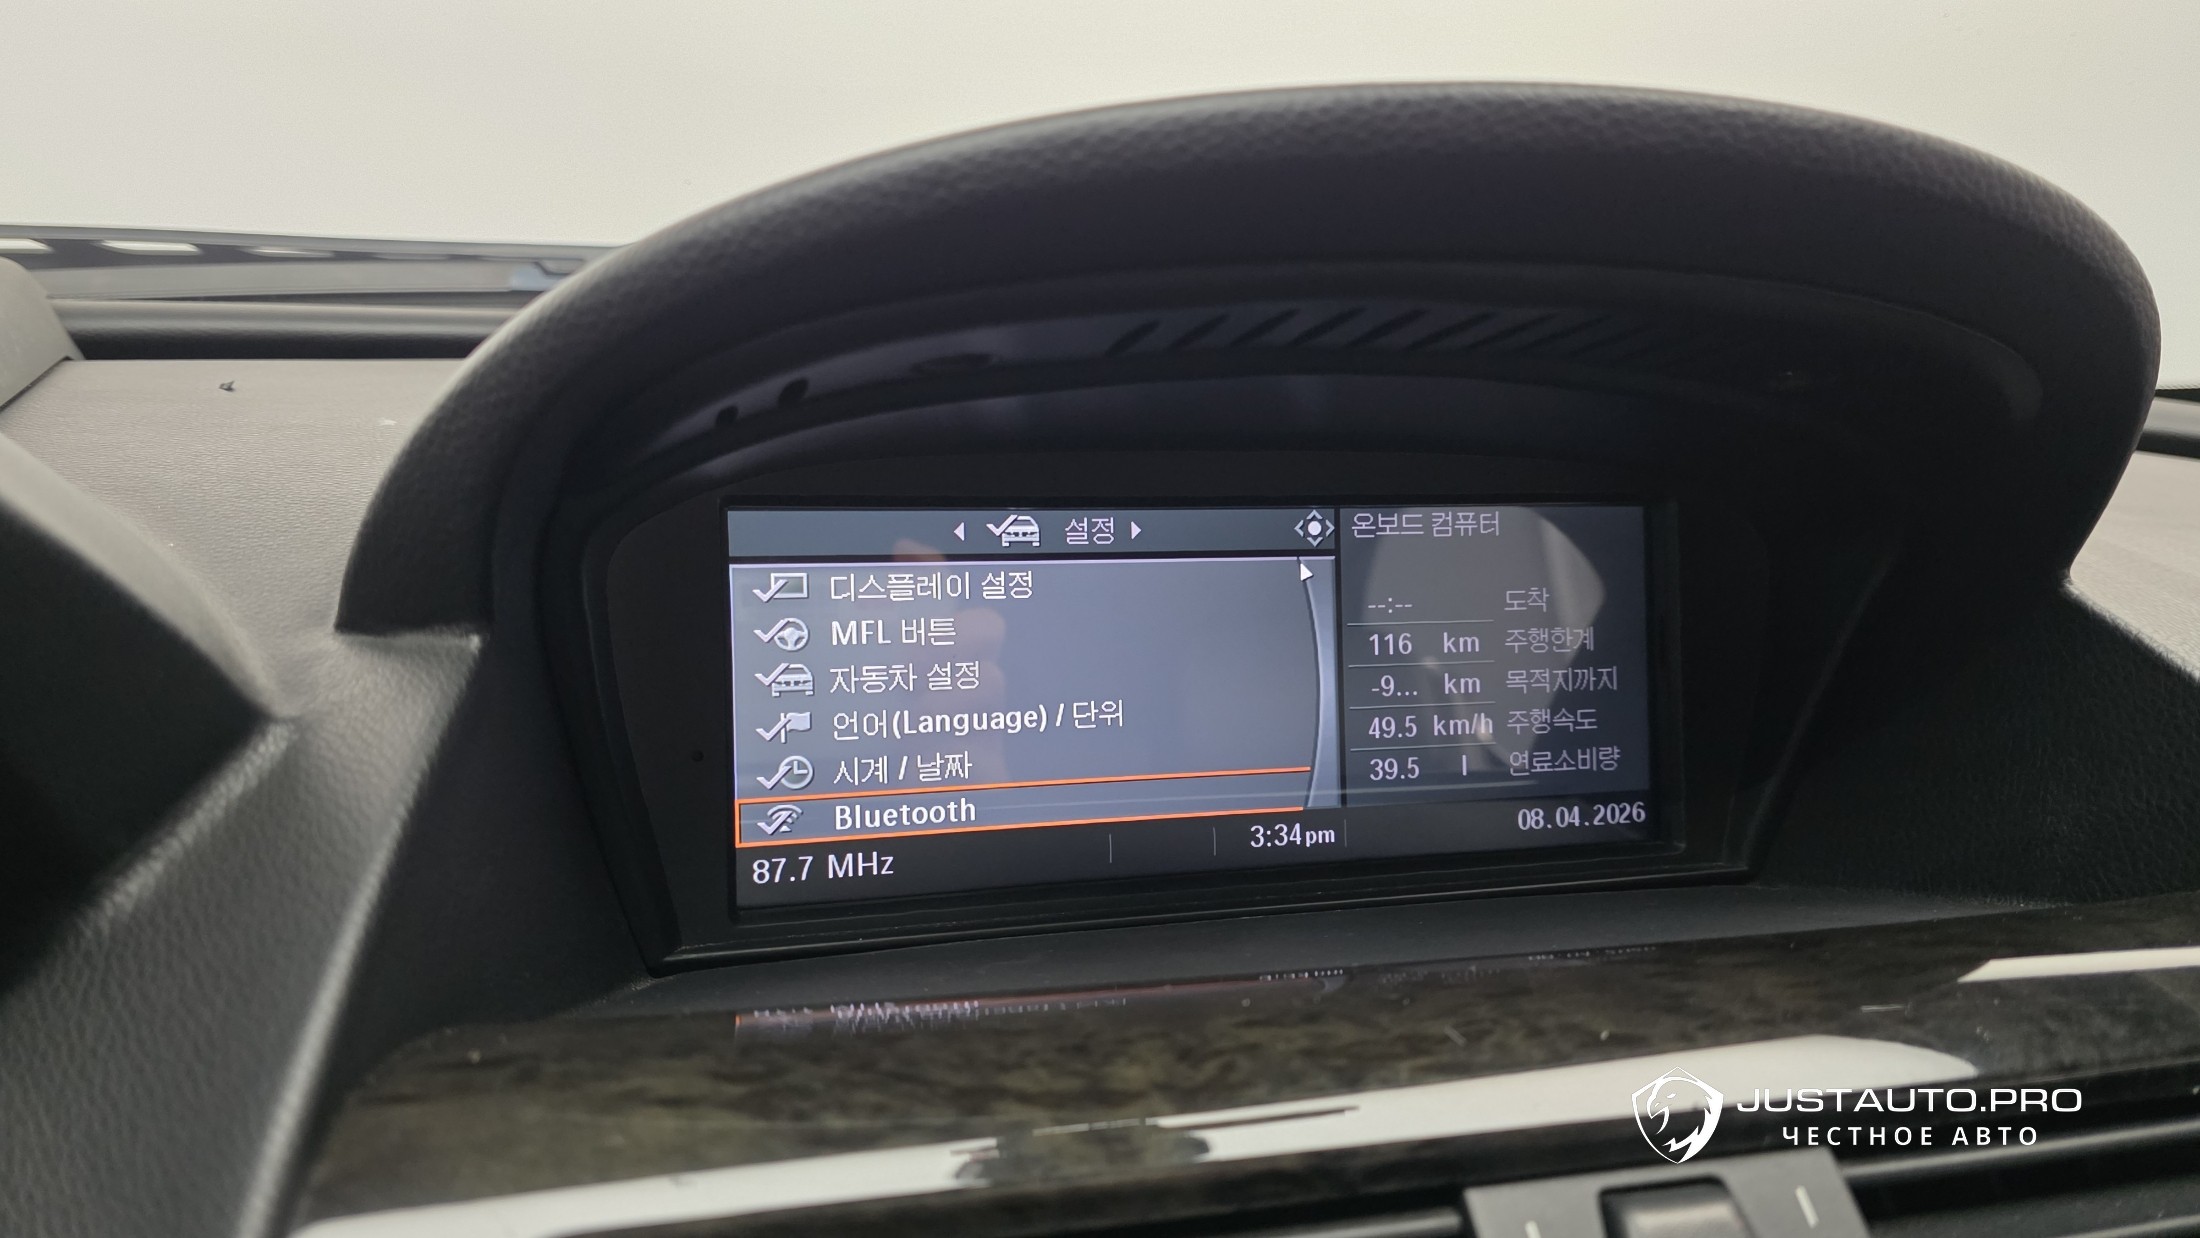 설정
디스플레이 설정
MFL 버튼
자동차 설정
언어(Language) / 단위
시계 / 날짜
Bluetooth
87.7 MHz
3:34pm
온보드 컴퓨터
--:-- 도착
116 km 주행한계
-9... km 목적지까지
49.5 km/h 주행속도
39.5 l 연료소비량
08.04.2026
JUSTAUTO.PRO
ЧЕСТНОЕ АВТО